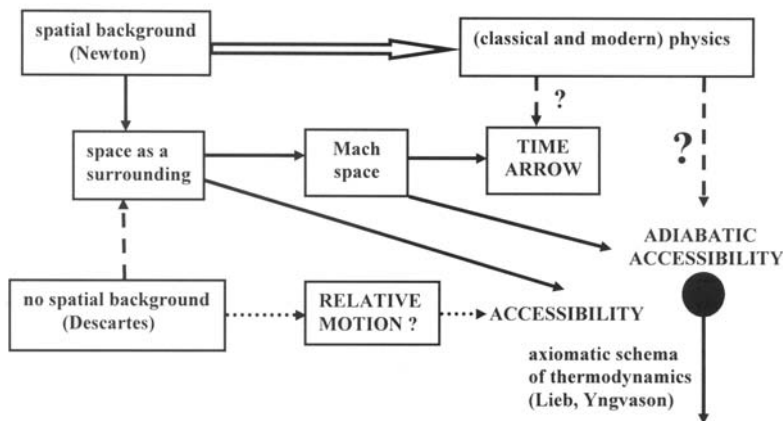 spatial background
(Newton)
(classical and modern) physics
?
?
space as a
surrounding
Mach
space
TIME
ARROW
ADIABATIC
ACCESSIBILITY
no spatial background
(Descartes)
RELATIVE
MOTION ?
ACCESSIBILITY
axiomatic schema
of thermodynamics
(Lieb, Yngvason)